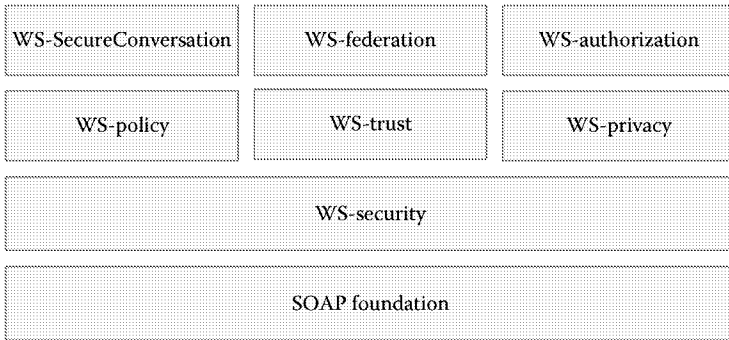 WS-SecureConversation
WS-federation
WS-authorization
WS-policy
WS-trust
WS-privacy
WS-security
SOAP foundation